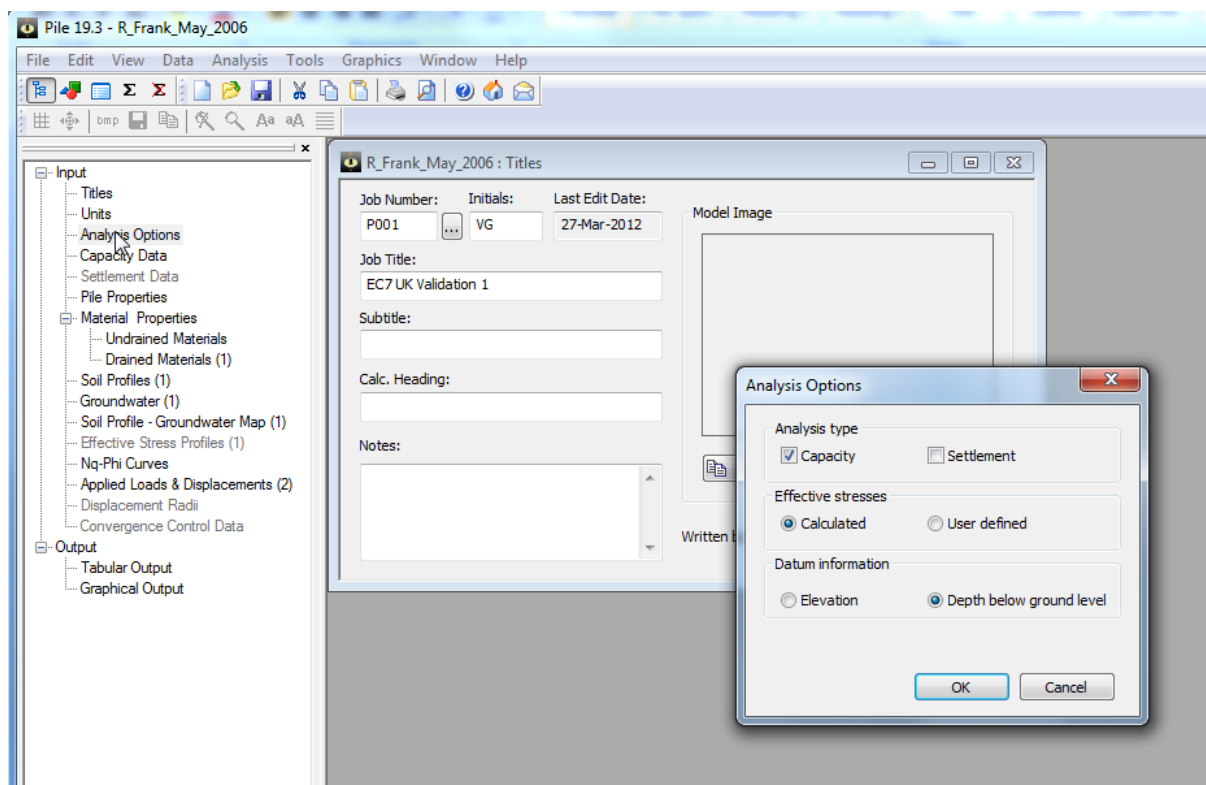 Pile 19.3 - R_Frank_May_2006
File Edit View Data Analysis Tools Graphics Window Help
Σ Σ
bmp Aa aA
Input
Titles
Units
Analysis Options
Capacity Data
Settlement Data
Pile Properties
Material Properties
Undrained Materials
Drained Materials (1)
Soil Profiles (1)
Groundwater (1)
Soil Profile - Groundwater Map (1)
Effective Stress Profiles (1)
Nq-Phi Curves
Applied Loads & Displacements (2)
Displacement Radii
Convergence Control Data
Output
Tabular Output
Graphical Output
R_Frank_May_2006 : Titles
Job Number: Initials: Last Edit Date:
P001 ... VG 27-Mar-2012
Job Title:
EC7 UK Validation 1
Subtitle:
Calc. Heading:
Notes:
Model Image
Written
Analysis Options
Analysis type
Capacity Settlement
Effective stresses
Calculated User defined
Datum information
Elevation Depth below ground level
OK Cancel